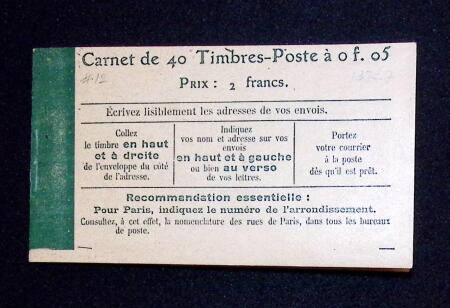 Carnet de 40 Timbres-Poste à 0 f. 05
PRIX : 2 francs.
Écrivez lisiblement les adresses de vos envois.
Collez
le timbre en haut
et à droite
de l'enveloppe du côté
de l'adresse.
Indiquez
vos nom et adresse sur vos
envois
en haut et à gauche
ou bien au verso
de vos lettres.
Portez
votre courrier
à la poste
dès qu'il est prêt.
Recommandation essentielle :
Pour Paris, indiquez le numéro de l'arrondissement.
Consultez, à cet effet, la nomenclature des rues de Paris, dans tous les bureaux
de poste.